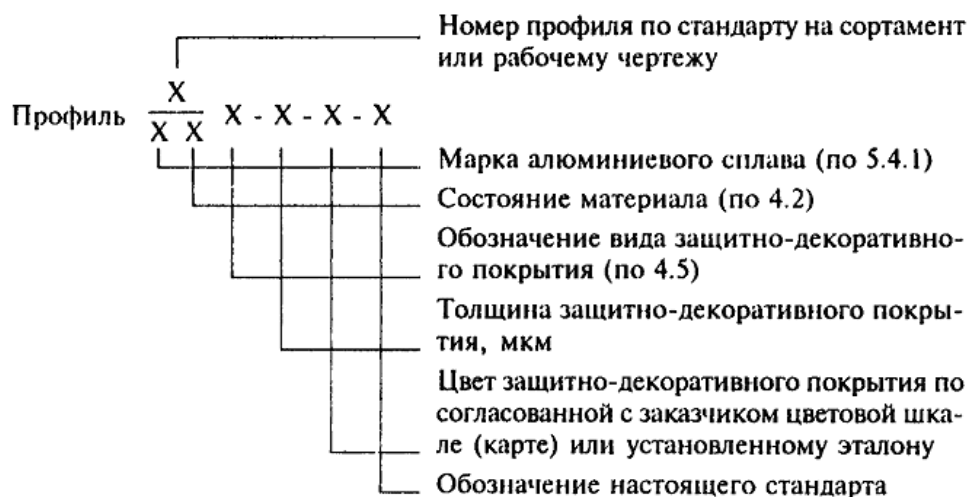 Номер профиля по стандарту на сортамент
или рабочему чертежу
X
Профиль X X X - X - X - X
Марка алюминиевого сплава (по 5.4.1)
Состояние материала (по 4.2)
Обозначение вида защитно-декоративно-
го покрытия (по 4.5)
Толщина защитно-декоративного покры-
тия, мкм
Цвет защитно-декоративного покрытия по
согласованной с заказчиком цветовой шка-
ле (карте) или установленному эталону
Обозначение настоящего стандарта